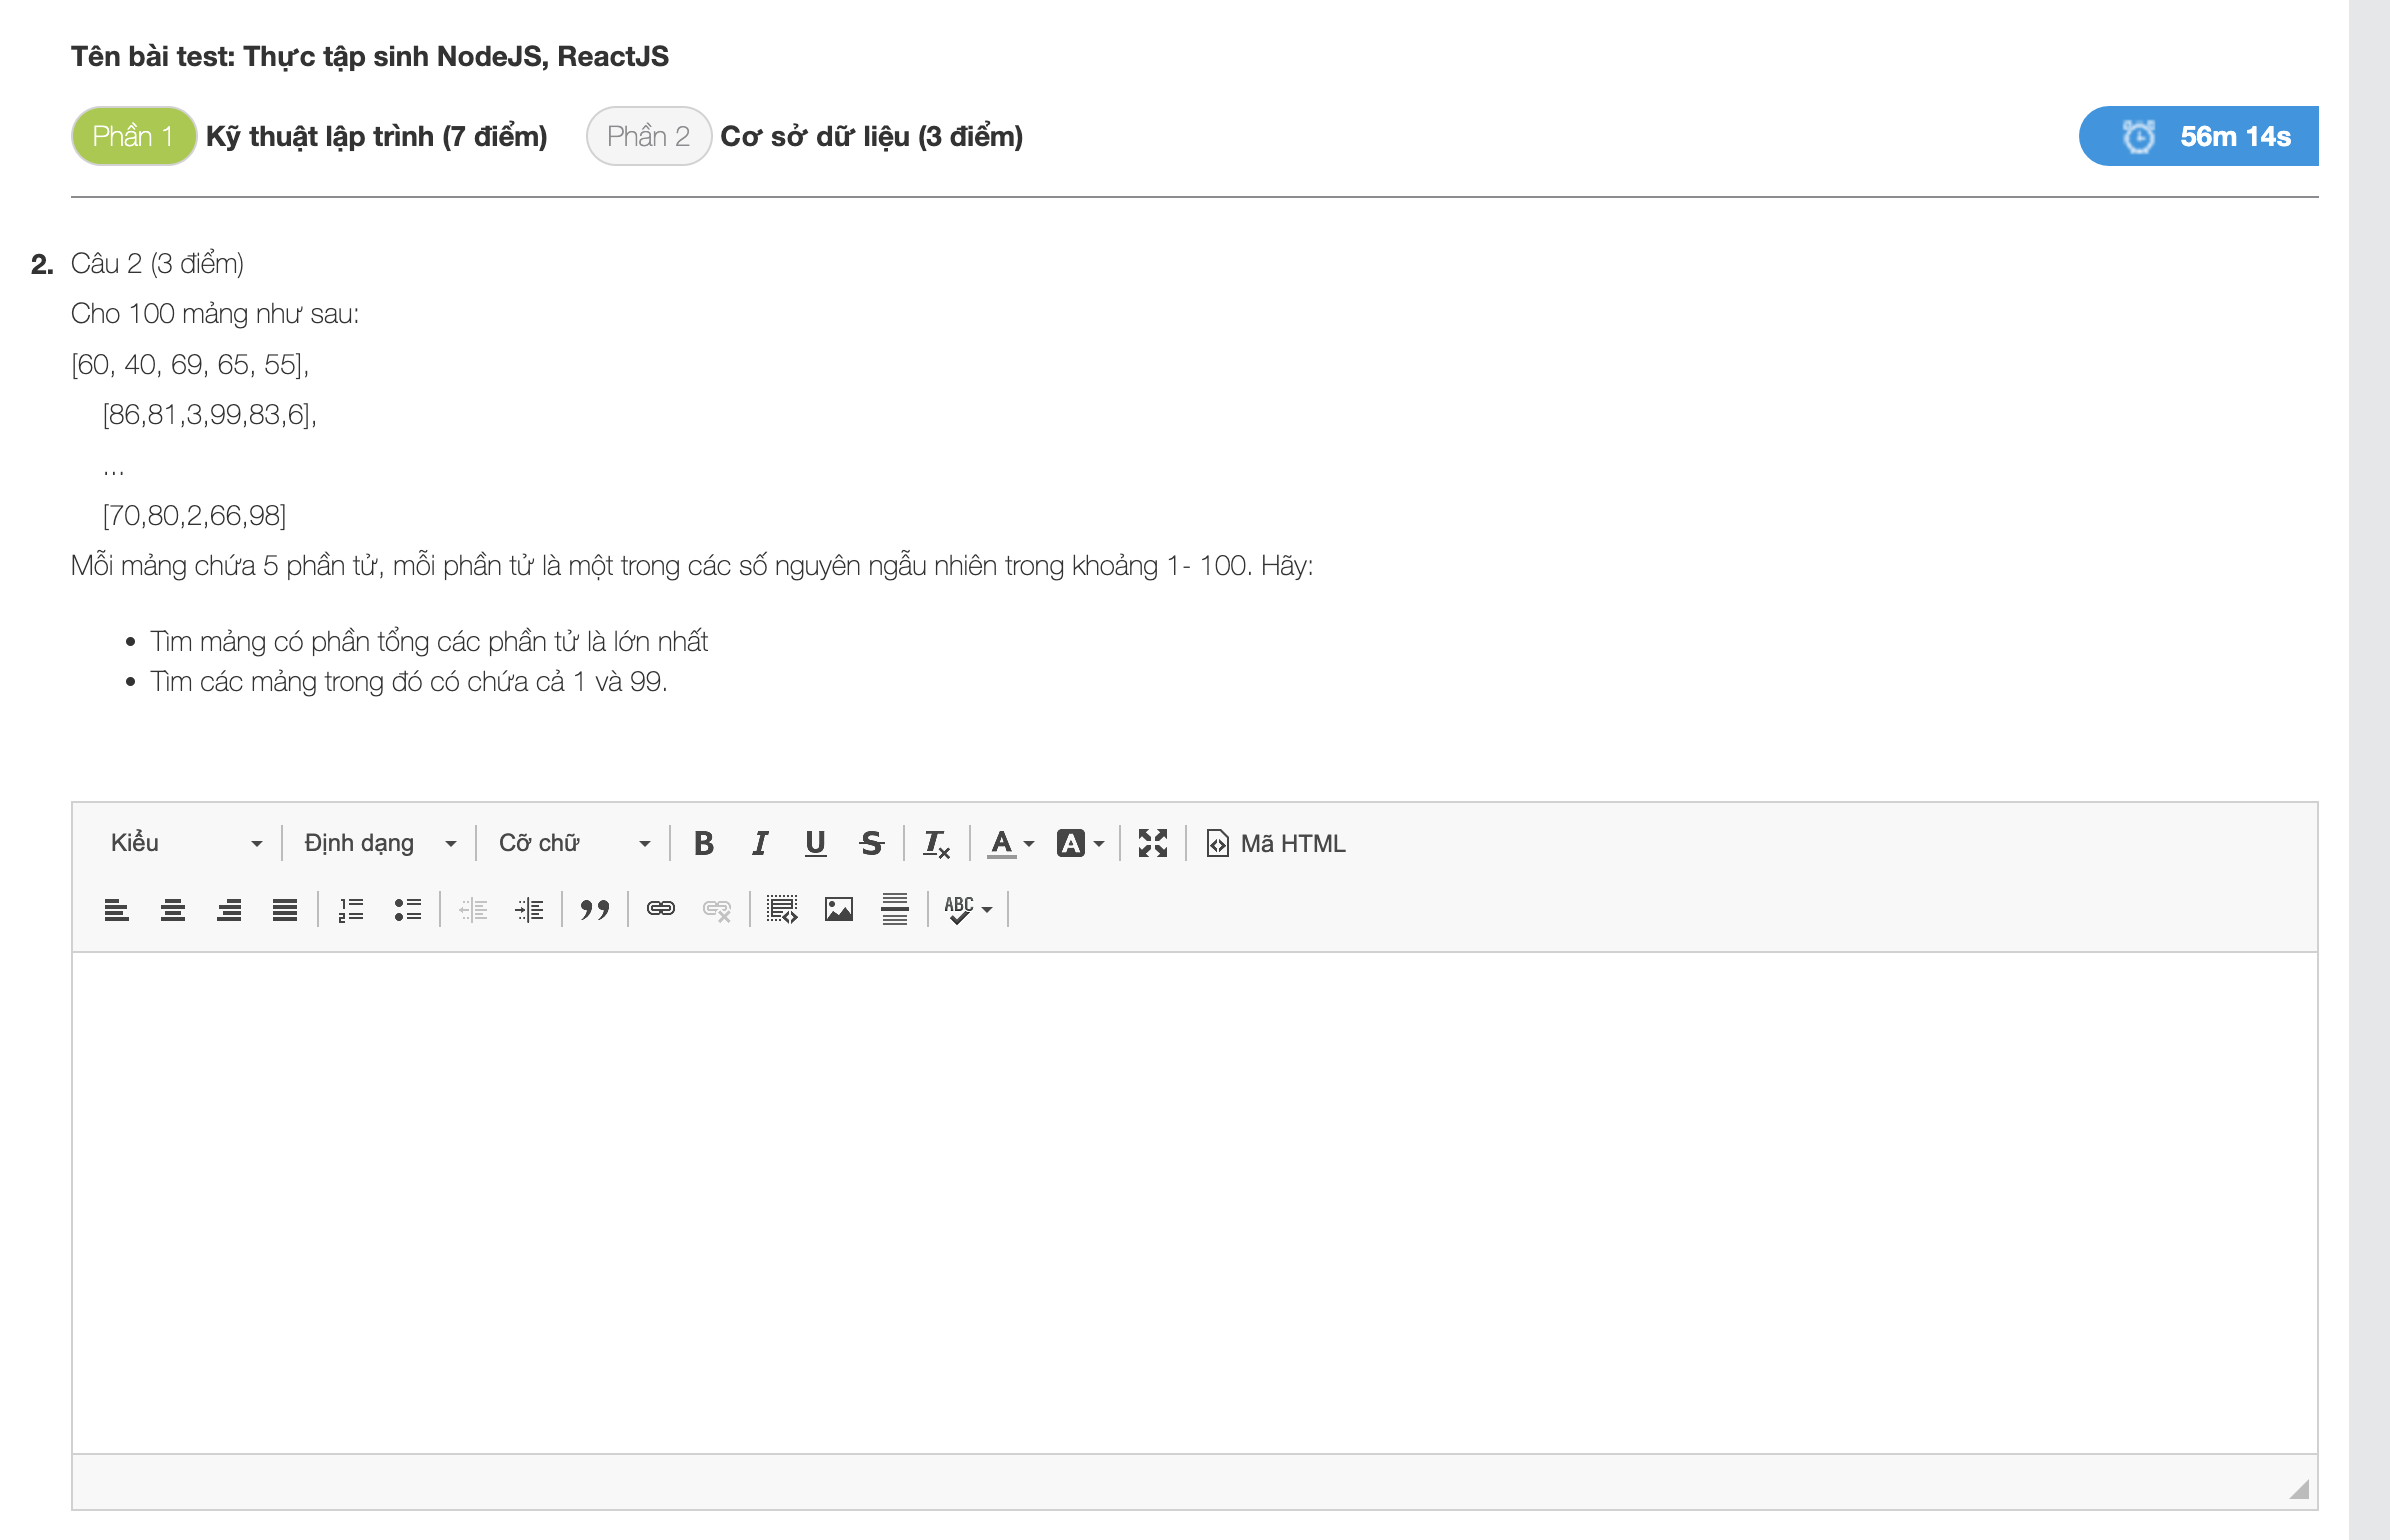 Tên bài test: Thực tập sinh NodeJS, ReactJS
Phần 1 Kỹ thuật lập trình (7 điểm) Phần 2 Cơ sở dữ liệu (3 điểm) 56m 14s
2. Câu 2 (3 điểm)
Cho 100 mảng như sau:
[60, 40, 69, 65, 55],
[86,81,3,99,83,6],
...
[70,80,2,66,98]
Mỗi mảng chứa 5 phần tử, mỗi phần tử là một trong các số nguyên ngẫu nhiên trong khoảng 1- 100. Hãy:
• Tìm mảng có phần tổng các phần tử là lớn nhất
• Tìm các mảng trong đó có chứa cả 1 và 99.
Kiểu Định dạng Cỡ chữ B I U S Tx A A Mã HTML
ABC